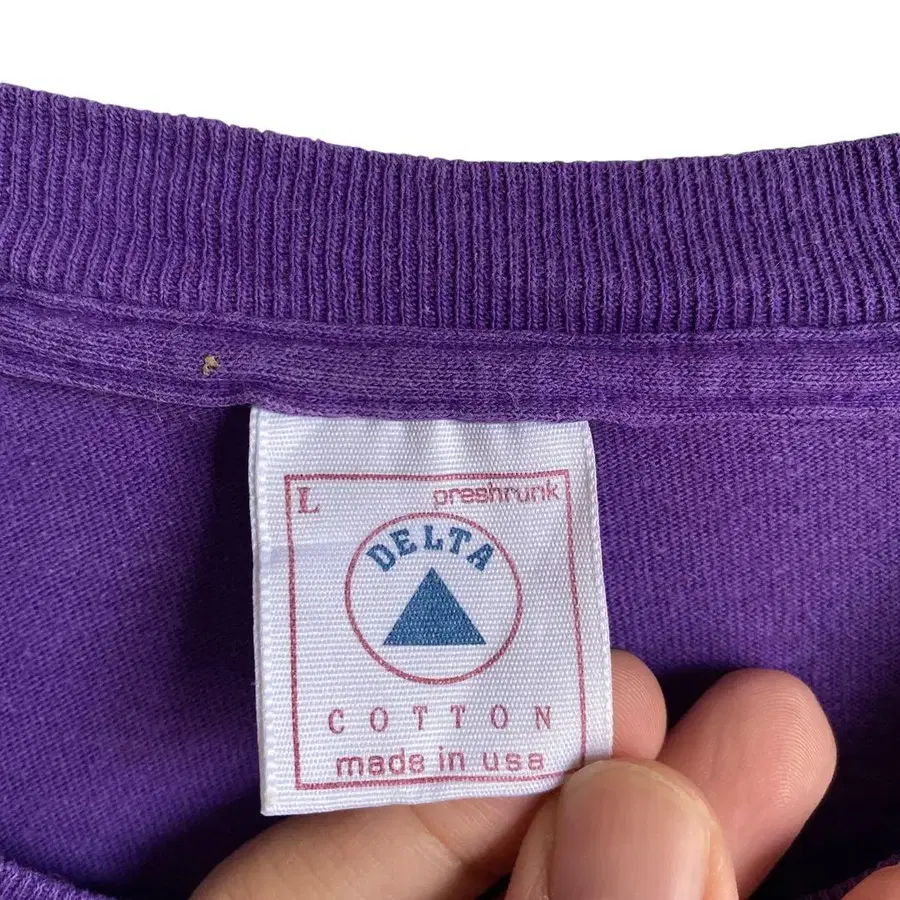 L preshrunk
DELTA
COTTON
made in usa